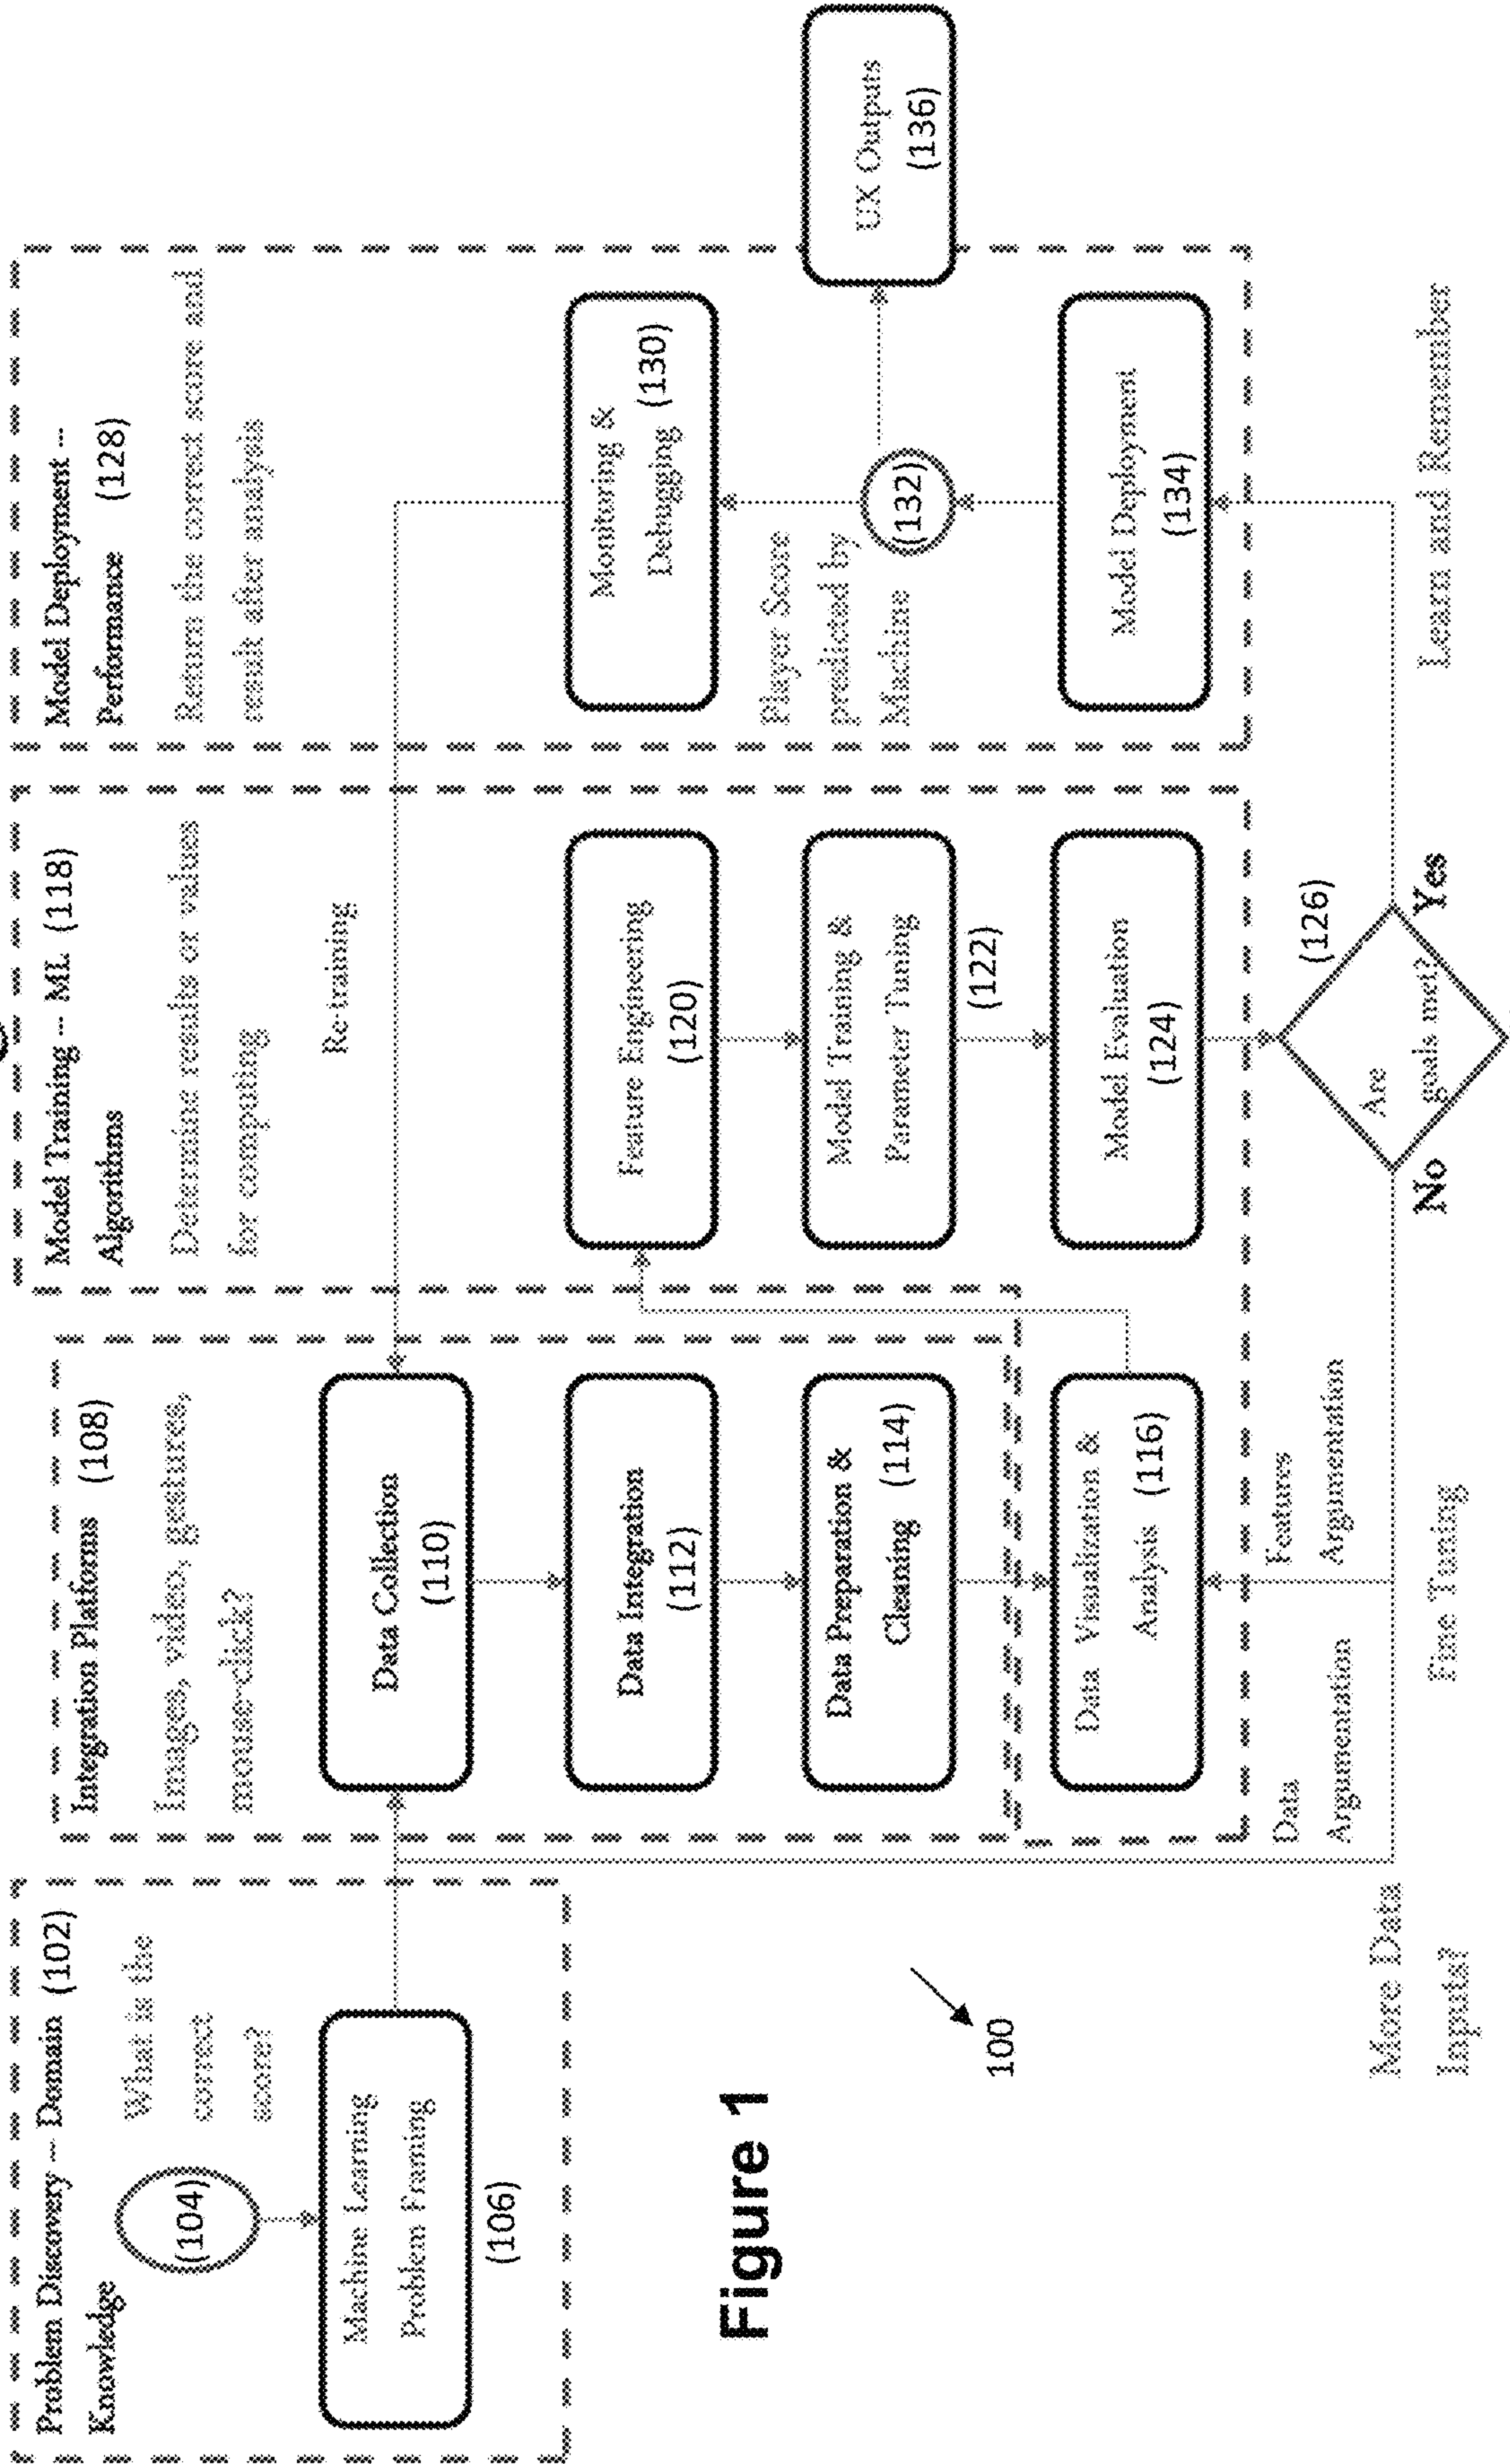 Problem Discovery -- Domain (102)
Knowledge
What is the
correct
score?
(104)
Machine Learning
Problem Framing
(106)
Integration Platforms (108)
Images, video, gestures,
mouse-click?
Data Collection
(110)
Data Integration
(112)
Data Preparation &
Cleaning (114)
Data Visualization &
Analysis (116)
Model Training -- ML (118)
Algorithms
Determine results or values
for computing
Re-training
Feature Engineering
(120)
Model Training &
Parameter Tuning
(122)
Model Evaluation
(124)
(126)
Are
goals met?
No
Yes
Model Deployment --
Performance (128)
Return the correct score and
result after analysis
Monitoring &
Debugging (130)
Player Score
predicted by
Machine
(132)
Model Deployment
(134)
UX Outputs
(136)
Data
Argumentation
Features
Argumentation
More Data
Inputs?
Fine Tuning
Learn and Remember
100
Figure 1